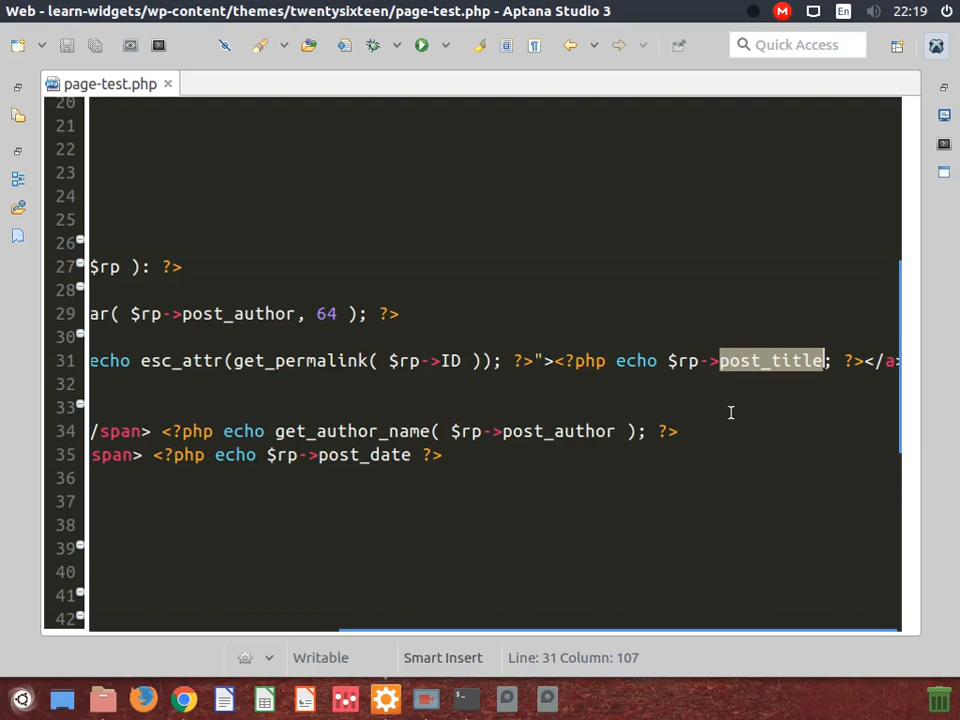 Web - learn-widgets/wp-content/themes/twentysixteen/page-test.php - Aptana Studio 3
M
En
22:19
Quick Access
page-test.php
20
21
22
23
24
25
26
27 $rp ): ?>
28
29 ar( $rp->post_author, 64 ); ?>
30
31 echo esc_attr(get_permalink( $rp->ID )); ?>"><?php echo $rp->post_title; ?></a>
32
33
34 /span> <?php echo get_author_name( $rp->post_author ); ?>
35 span> <?php echo $rp->post_date ?>
36
37
38
39
40
41
42
Writable
Smart Insert
Line: 31 Column: 107